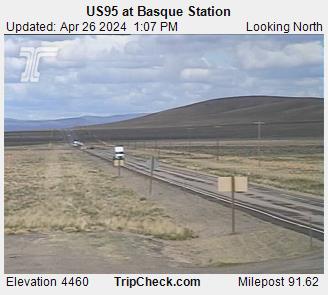 US95 at Basque Station
Updated: Apr 26 2024 1:07 PM Looking North
Elevation 4460 TripCheck.com Milepost 91.62